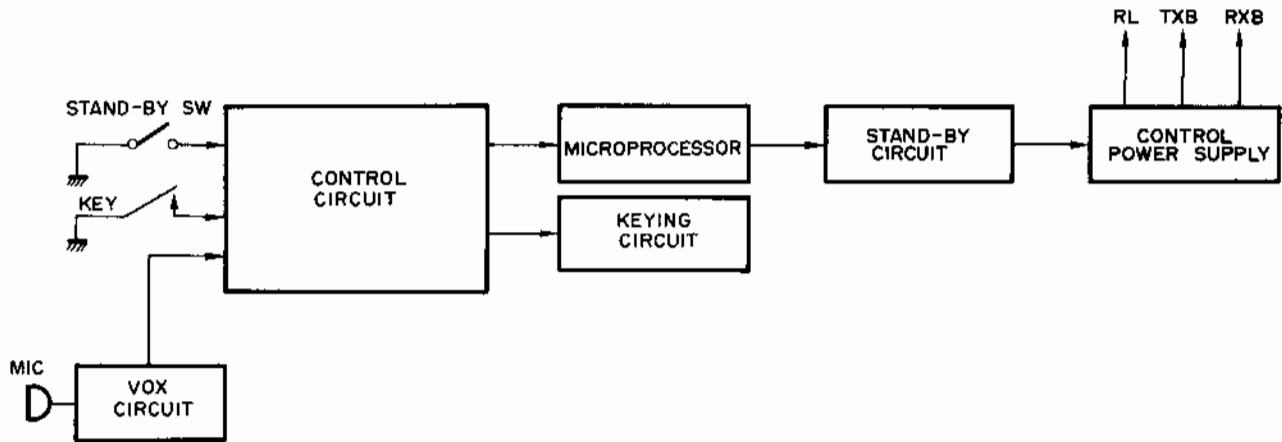 RL TXB RXB
STAND-BY SW
KEY
CONTROL
CIRCUIT
MICROPROCESSOR
KEYING
CIRCUIT
STAND-BY
CIRCUIT
CONTROL
POWER SUPPLY
MIC
VOX
CIRCUIT